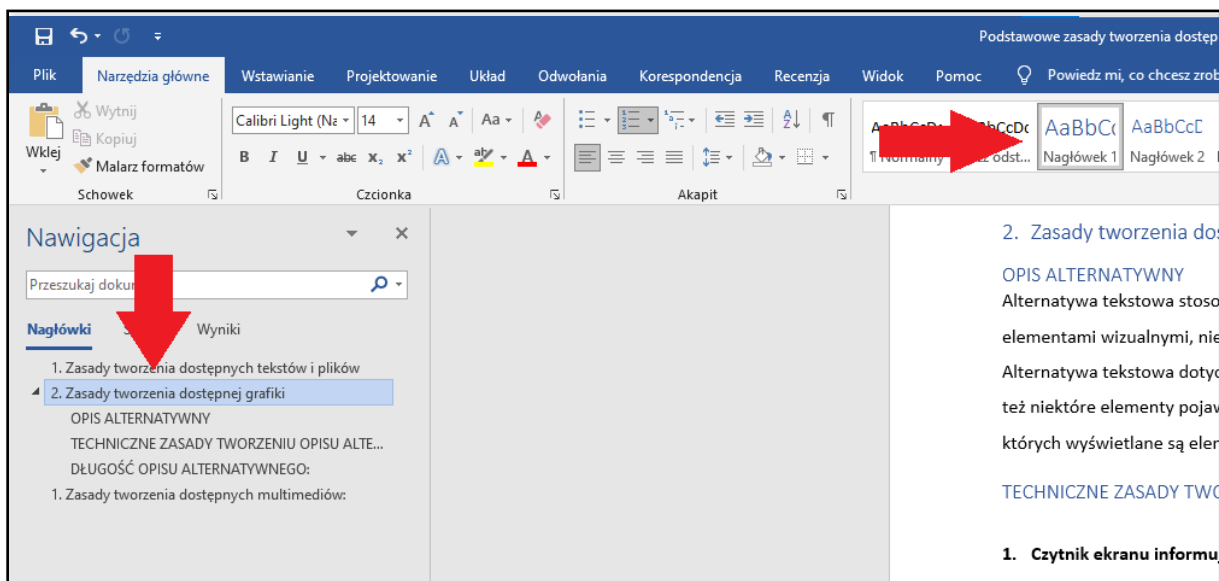 Podstawowe zasady tworzenia dostęp
Plik Narzędzia główne Wstawianie Projektowanie Układ Odwołania Korespondencja Recenzja Widok Pomoc Powiedz mi, co chcesz zrob
Wklej
Wytnij
Kopiuj
Malarz formatów
Schowek
Calibri Light (Na 14 A A Aa
B I U abc X₂ X² A aby A
Czcionka
Akapit
AaBbCc AaBbCcE
¶ Normalny odst... Nagłówek 1 Nagłówek 2
Nawigacja
Przeszukaj doku
Nagłówki Wyniki
1. Zasady tworzenia dostępnych tekstów i plików
2. Zasady tworzenia dostępnej grafiki
OPIS ALTERNATYWNY
TECHNICZNE ZASADY TWORZENIU OPISU ALTE...
DŁUGOŚĆ OPISU ALTERNATYWNEGO:
1. Zasady tworzenia dostępnych multimediów:
2. Zasady tworzenia dos
OPIS ALTERNATYWNY
Alternatywa tekstowa stoso
elementami wizualnymi, nie
Alternatywa tekstowa dotyc
też niektóre elementy pojaw
których wyświetlane są elen
TECHNICZNE ZASADY TWO
1. Czytnik ekranu informuj